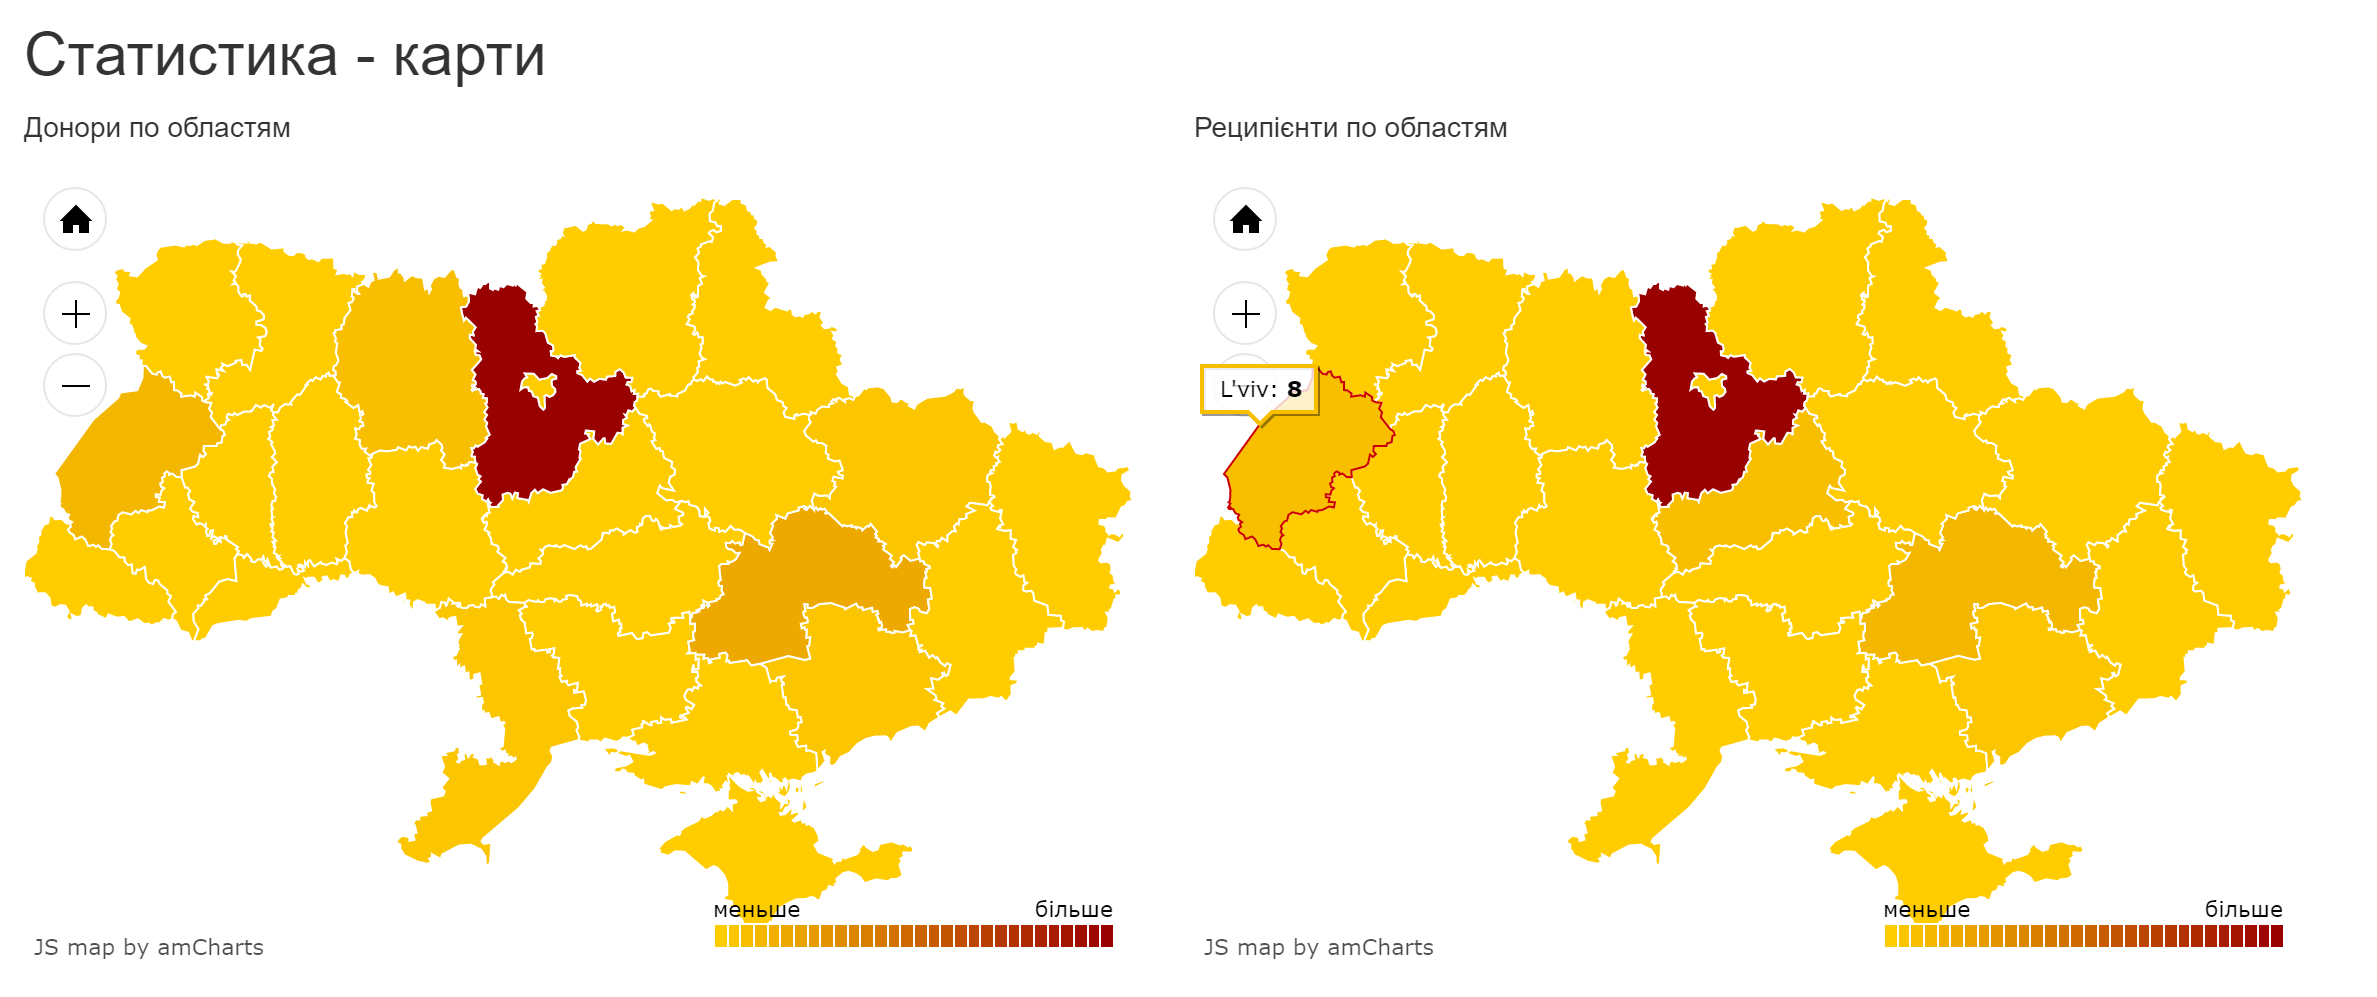 Статистика - карти
Донори по областям
Реципієнти по областям
L'viv: 8
меньше
більше
меньше
більше
JS map by amCharts
JS map by amCharts